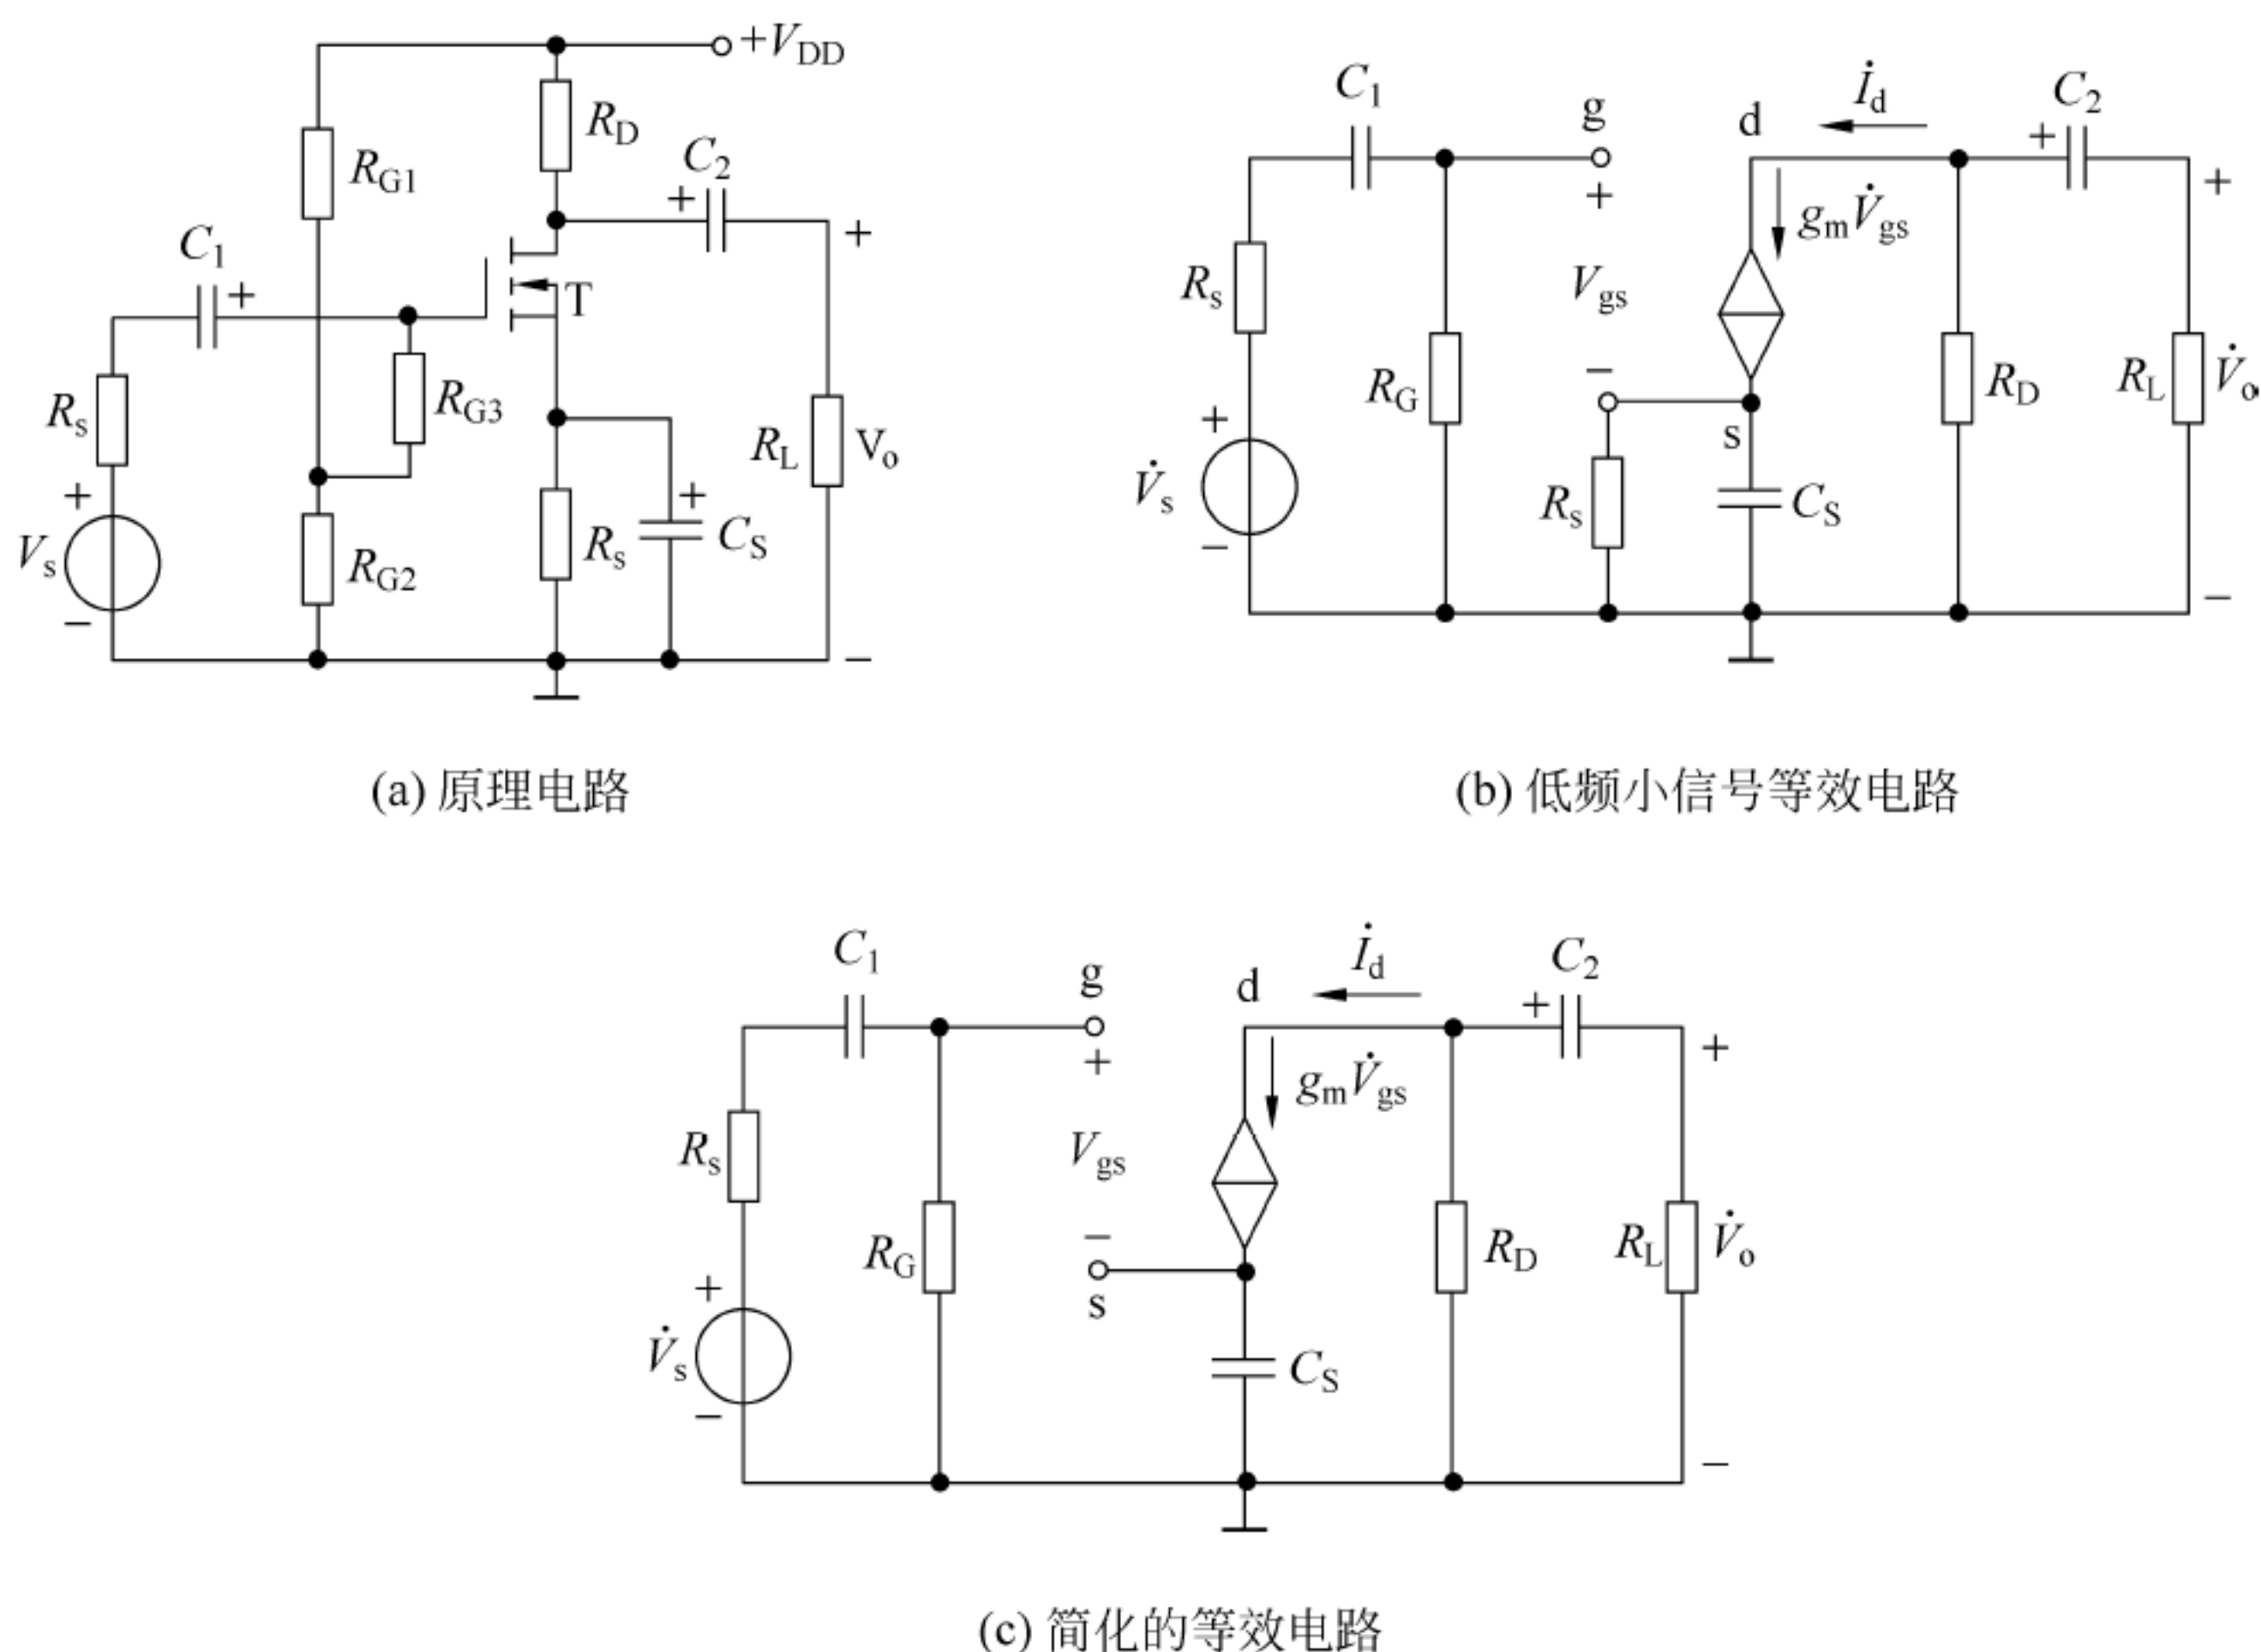 +V_DD
R_D
R_G1
C_2
+
+
C_1
+
T
R_s
R_G3
R_L
V_o
+
+
V_s
R_G2
R_s
C_S
−
−
(a) 原理电路
C_1
g
d
İ_d
C_2
+
+
+
g_m V̇_gs
R_s
V_gs
R_G
−
R_D
R_L
V̇_o
+
s
V̇_s
R_s
C_S
−
−
(b) 低频小信号等效电路
C_1
g
d
İ_d
C_2
+
+
+
g_m V̇_gs
R_s
V_gs
R_G
−
R_D
R_L
V̇_o
+
s
V̇_s
C_S
−
−
(c) 简化的等效电路